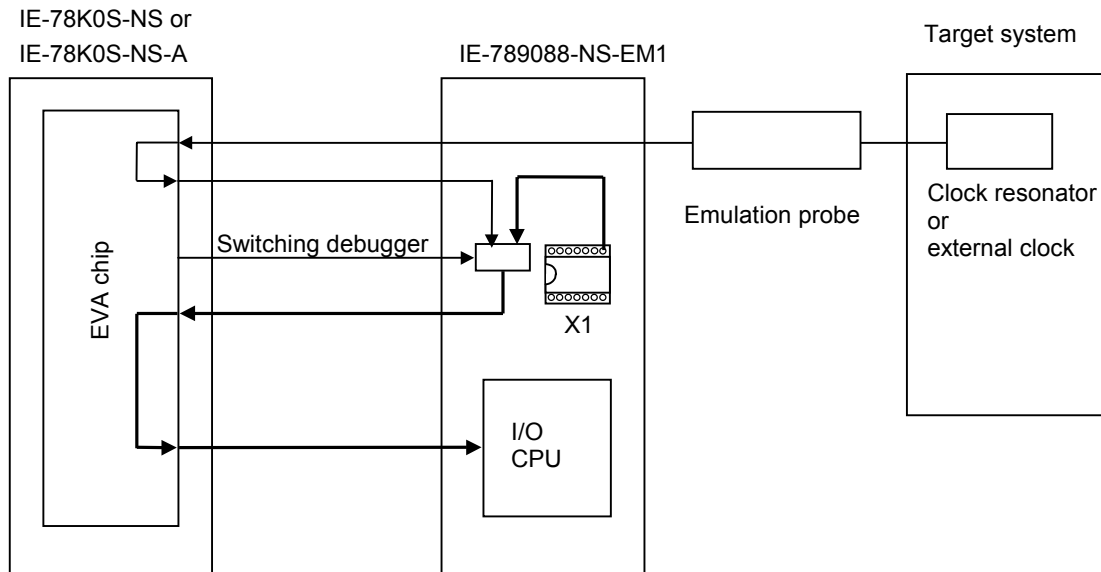 IE-78K0S-NS or
IE-78K0S-NS-A
IE-789088-NS-EM1
Target system
Clock resonator
or
external clock
Emulation probe
Switching debugger
EVA chip
X1
I/O
CPU